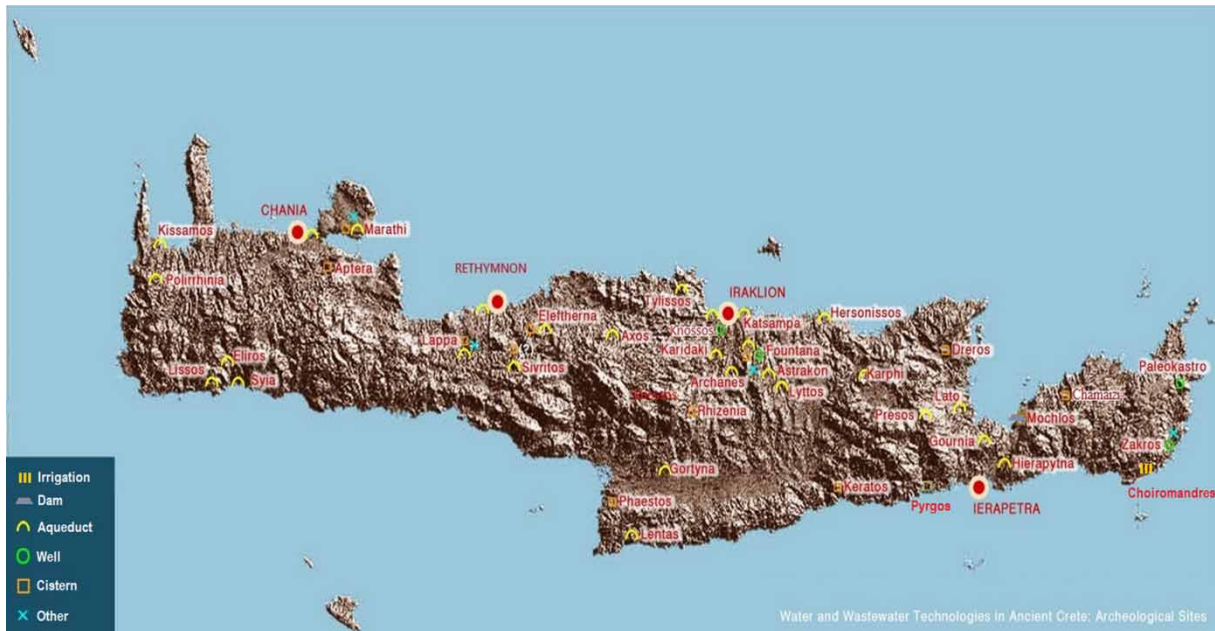 CHANIA
Kissamos
Marathi
Polirrhinia
Aptera
RETHYMNON
Tylissos
IRAKLION
Hersonissos
Eleftherna
Axos
Knossos
Katsampa
Lappa
?
Sivritos
Karidaki
Fountana
Dreros
Eliros
Lissos
Syia
Archanes
Astrakon
Lyttos
Karphi
Paleokastro
Chamaizi
Rhizenia
Presos
Lato
Mochlos
Gournia
Zakros
Gortyna
Hierapytna
Phaestos
Keratos
Pyrgos
IERAPETRA
Choiromandres
Lentas
Irrigation
Dam
Aqueduct
Well
Cistern
Other
Water and Wastewater Technologies in Ancient Crete: Archeological Sites